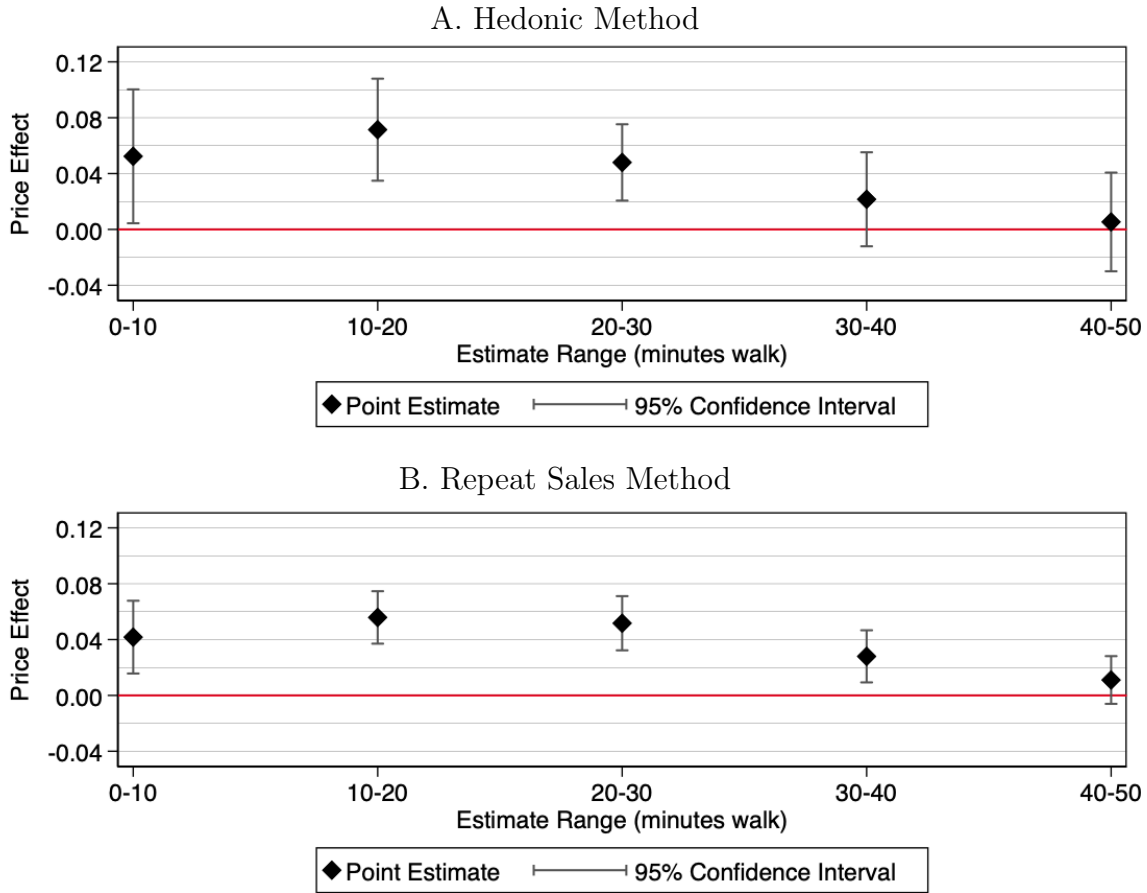 A. Hedonic Method
0.12
0.08
0.04
0.00
-0.04
Price Effect
0-10 10-20 20-30 30-40 40-50
Estimate Range (minutes walk)
Point Estimate 95% Confidence Interval
B. Repeat Sales Method
0.12
0.08
0.04
0.00
-0.04
Price Effect
0-10 10-20 20-30 30-40 40-50
Estimate Range (minutes walk)
Point Estimate 95% Confidence Interval